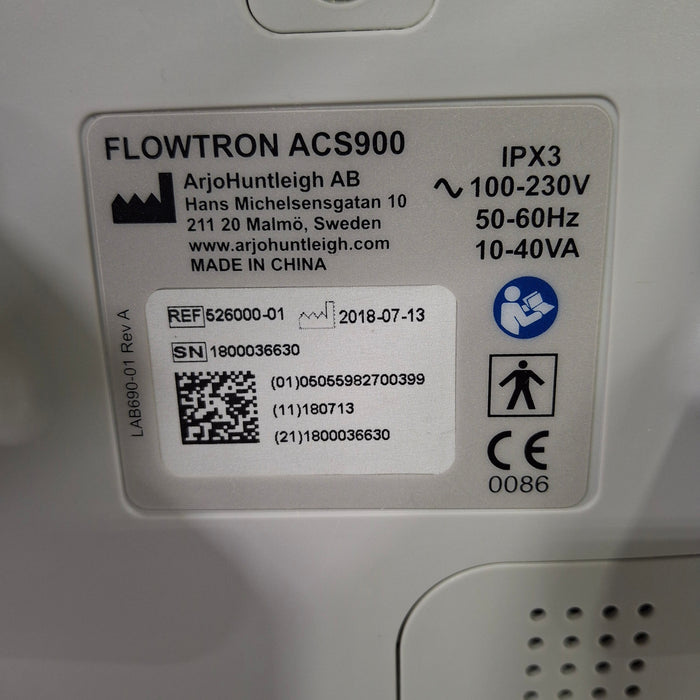 FLOWTRON ACS900
ArjoHuntleigh AB
Hans Michelsensgatan 10
211 20 Malmö, Sweden
www.arjohuntleigh.com
MADE IN CHINA
IPX3
100-230V
50-60Hz
10-40VA
LAB690-01 Rev A
REF 526000-01 2018-07-13
SN 1800036630
(01)05055982700399
(11)180713
(21)1800036630
CE
0086